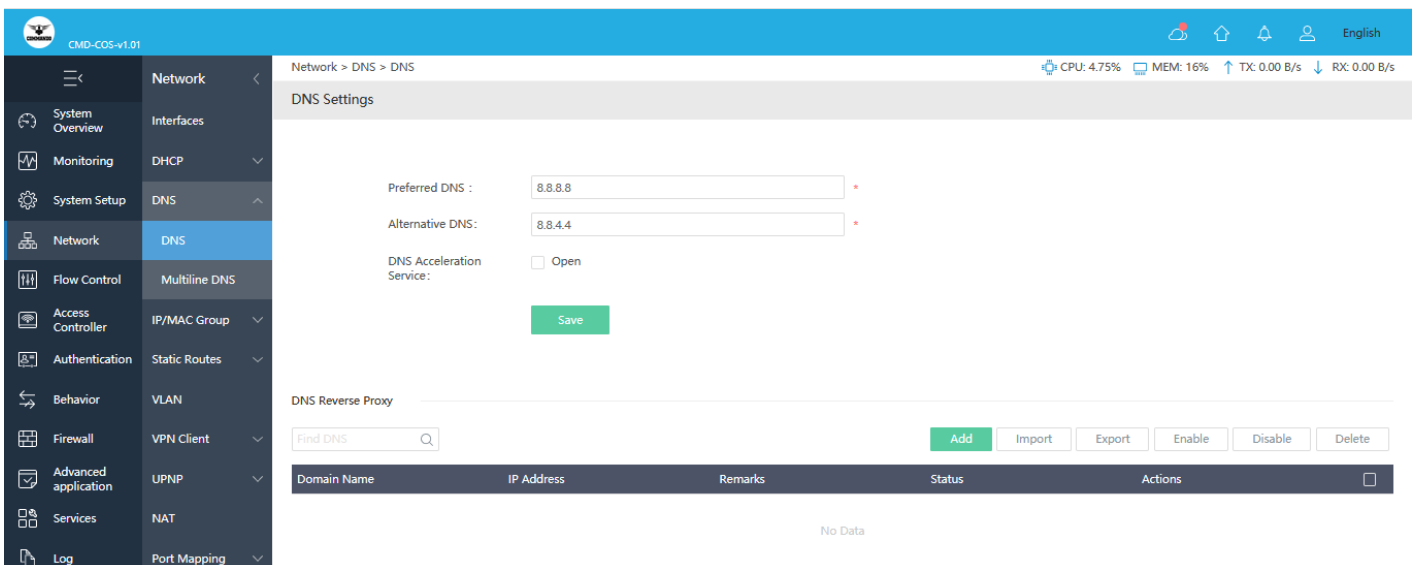 CMD-COS-v1.01
English
Network
Network > DNS > DNS
CPU: 4.75%
MEM: 16%
TX: 0.00 B/s
RX: 0.00 B/s
DNS Settings
System
Overview
Monitoring
System Setup
Network
Flow Control
Access
Controller
Authentication
Behavior
Firewall
Advanced
application
Services
Log
Interfaces
DHCP
DNS
DNS
Multiline DNS
IP/MAC Group
Static Routes
VLAN
VPN Client
UPNP
NAT
Port Mapping
Preferred DNS :
8.8.8.8
*
Alternative DNS:
8.8.4.4
*
DNS Acceleration
Service:
Open
Save
DNS Reverse Proxy
Find DNS
Add
Import
Export
Enable
Disable
Delete
Domain Name
IP Address
Remarks
Status
Actions
No Data